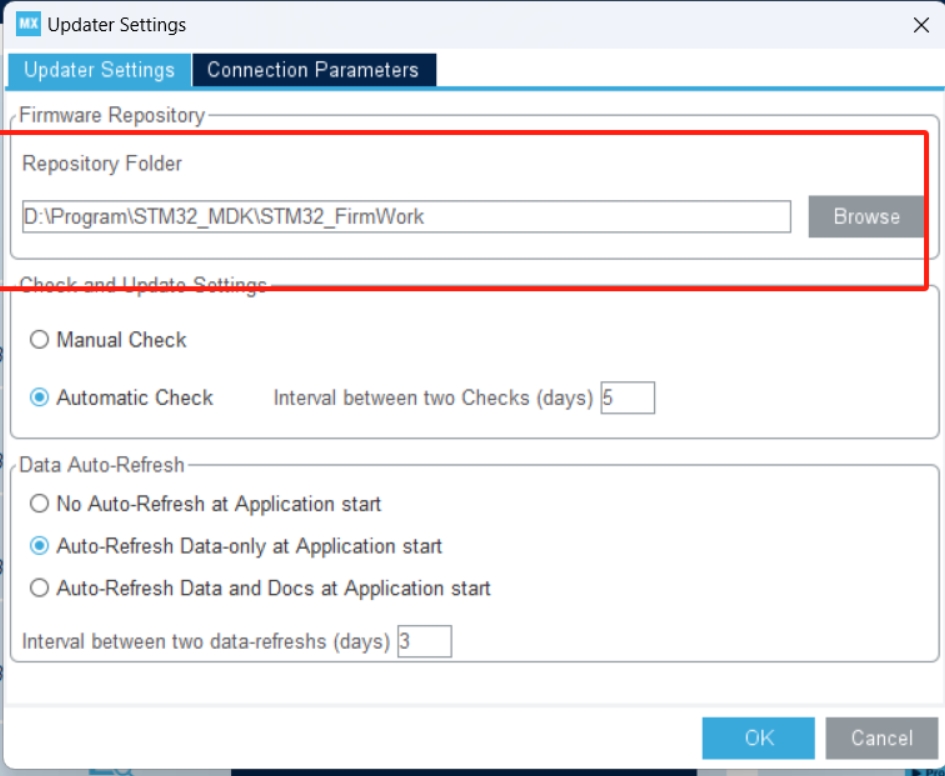 MX Updater Settings
Updater Settings Connection Parameters
Firmware Repository
Repository Folder
D:\Program\STM32_MDK\STM32_FirmWork Browse
Check and Update Settings
Manual Check
Automatic Check Interval between two Checks (days) 5
Data Auto-Refresh
No Auto-Refresh at Application start
Auto-Refresh Data-only at Application start
Auto-Refresh Data and Docs at Application start
Interval between two data-refreshs (days) 3
OK Cancel